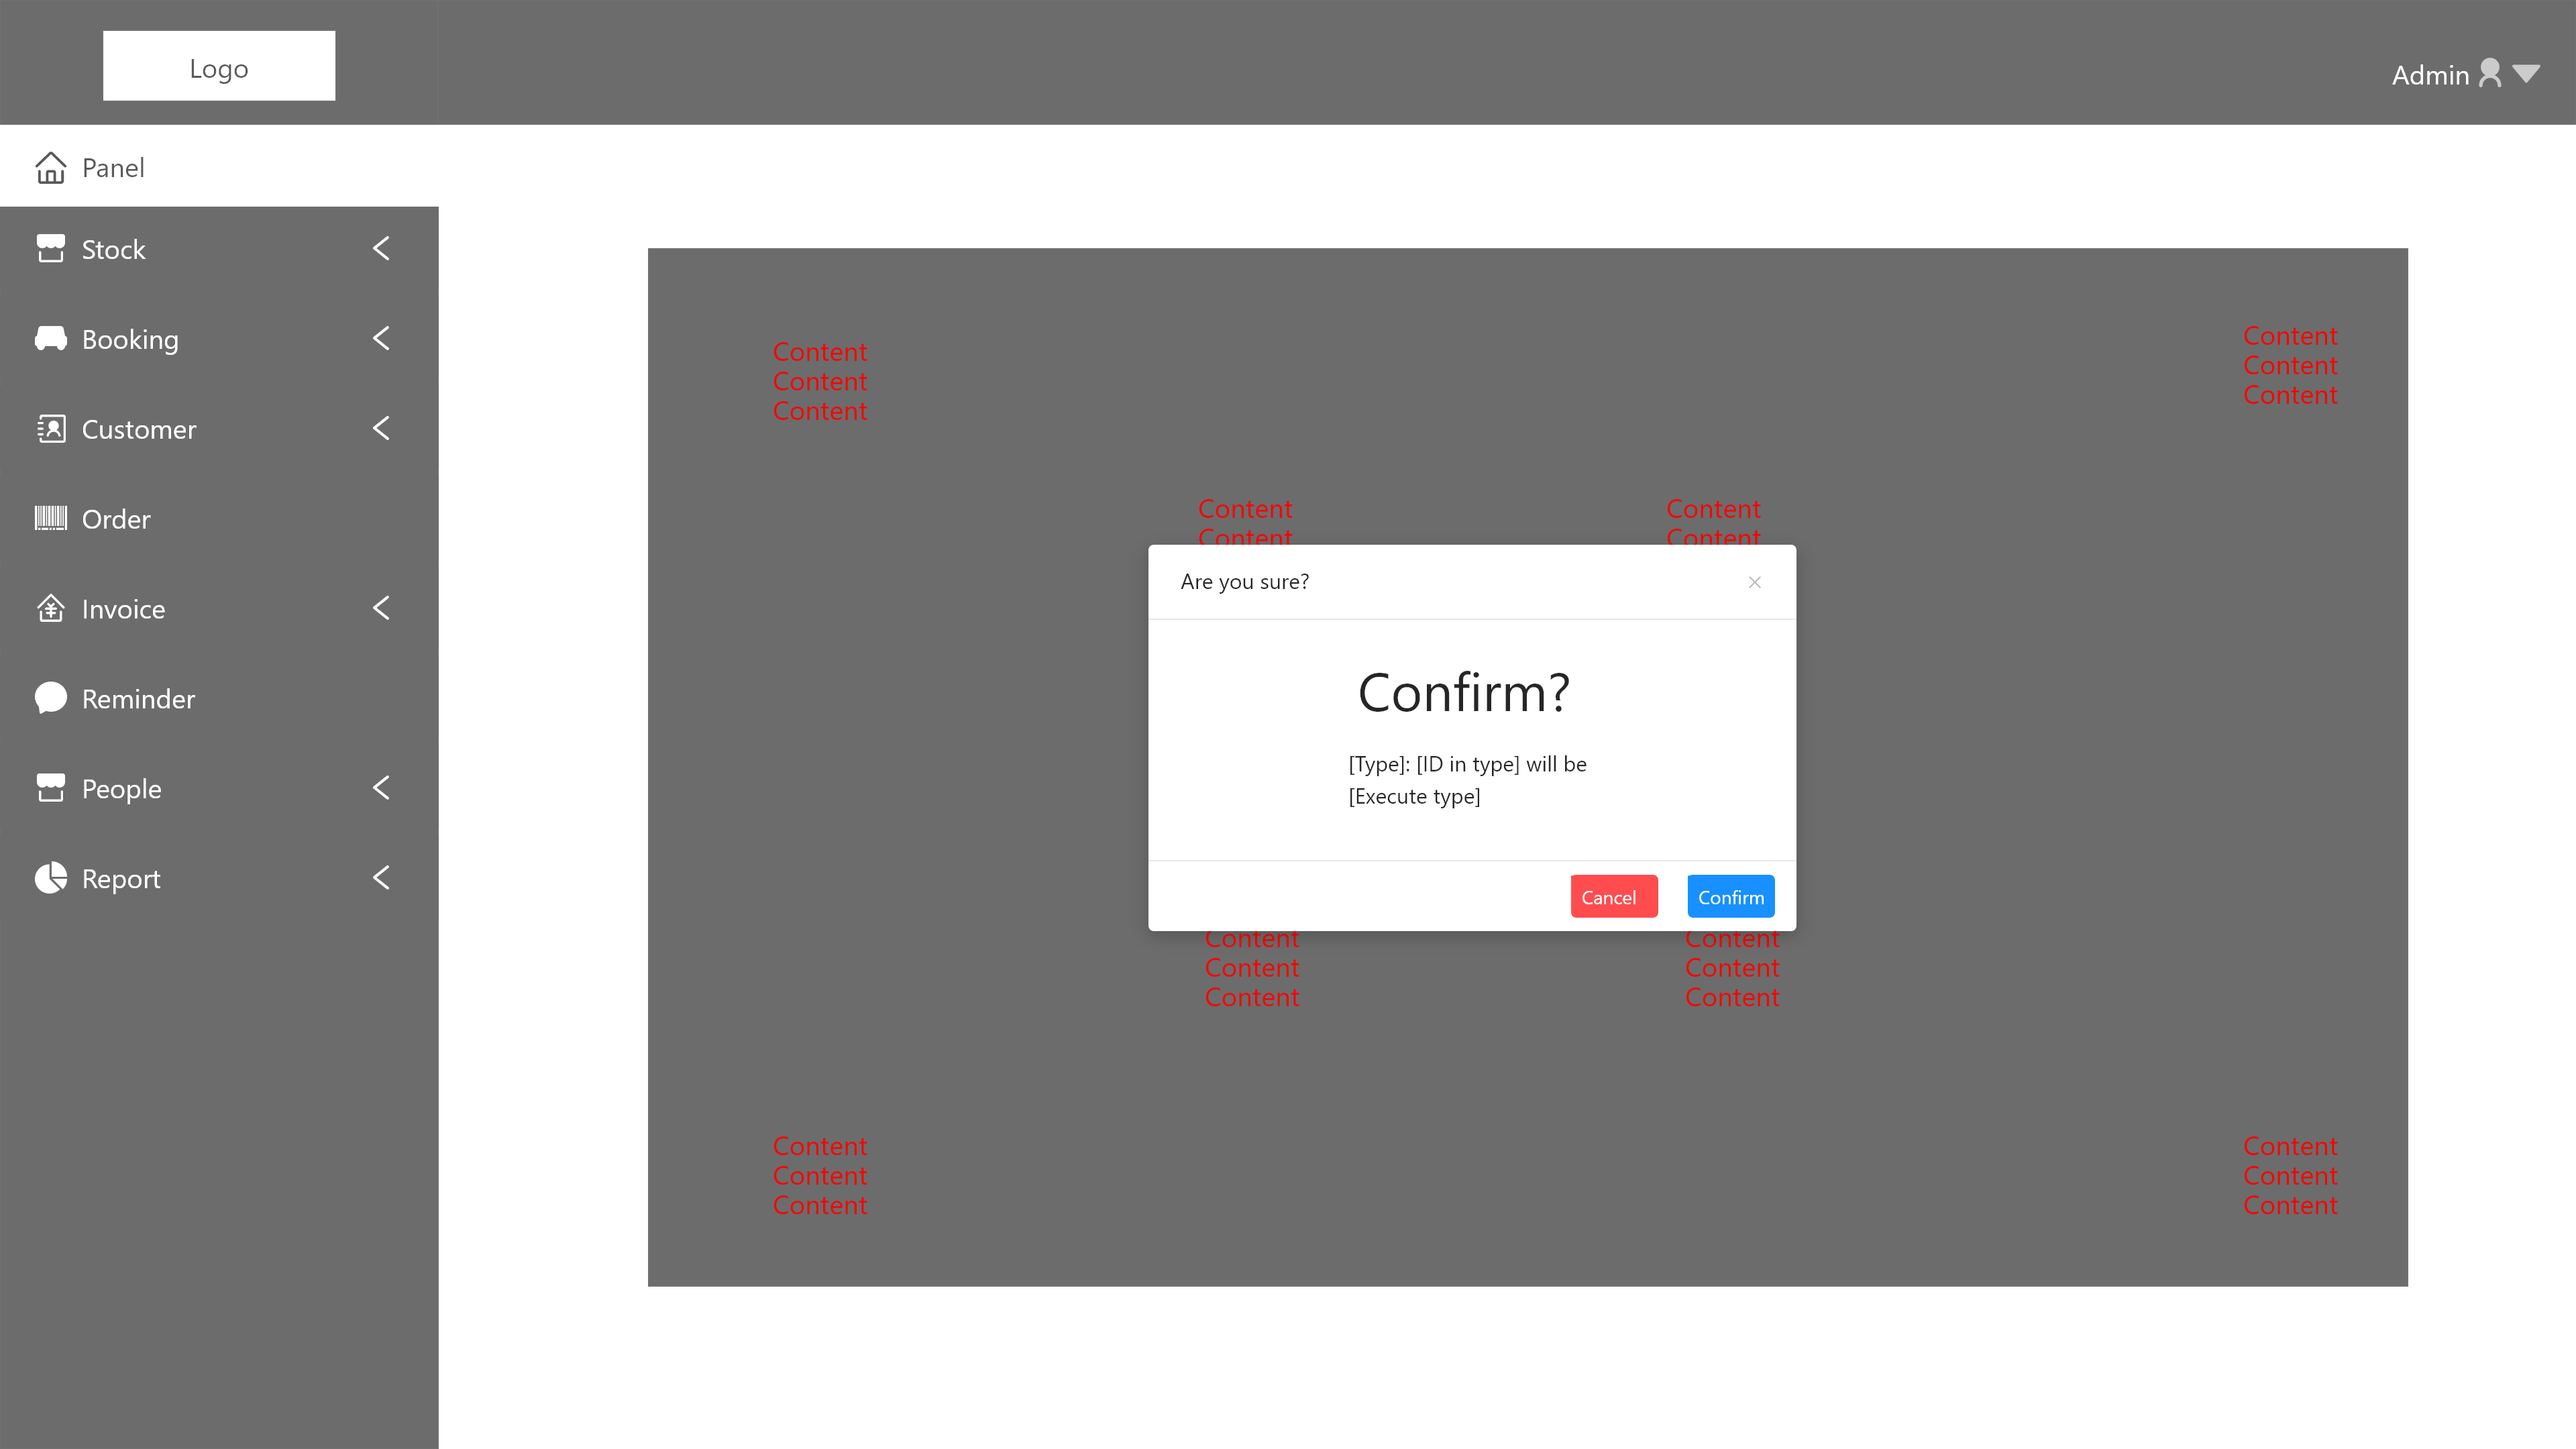 Logo
Admin
Panel
Stock
Booking
Customer
Order
Invoice
Reminder
People
Report
Content
Content
Content
Content
Content
Content
Content
Content
Content
Content
Are you sure?
Confirm?
[Type]: [ID in type] will be
[Execute type]
Cancel
Confirm
Content
Content
Content
Content
Content
Content
Content
Content
Content
Content
Content
Content